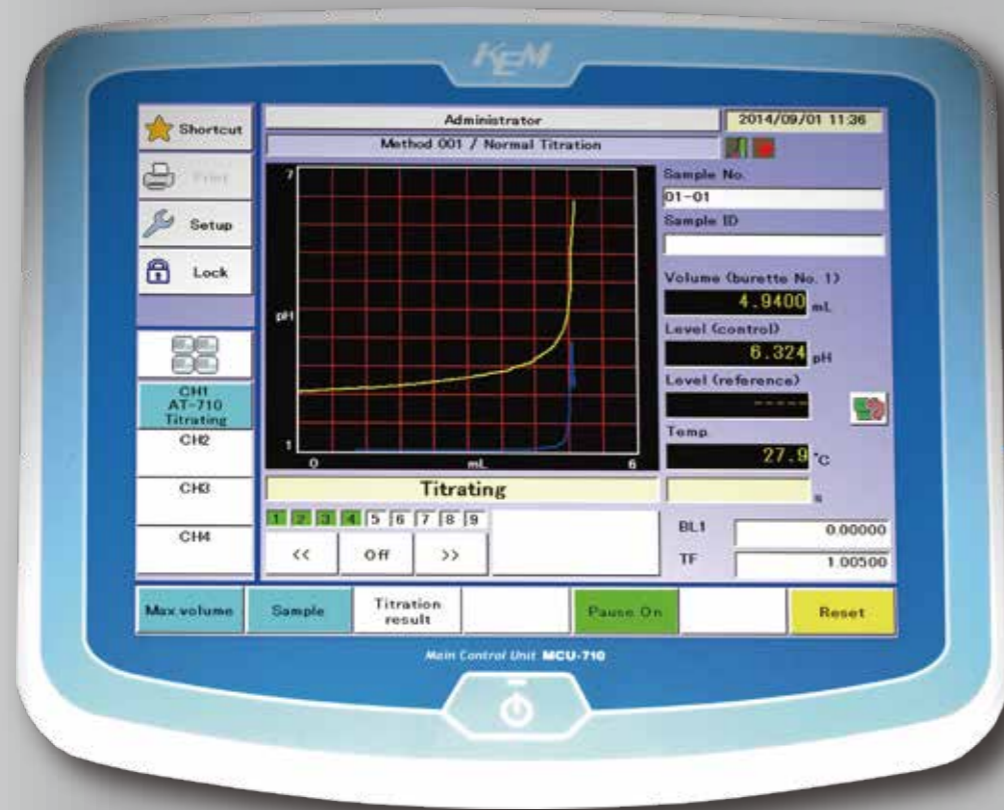 KEM
Shortcut
Administrator
2014/09/01 11:36
Method 001 / Normal Titration
Print
Setup
Lock
7
pH
1
0
mL
6
Sample No.
01-01
Sample ID
Volume (burette No. 1)
4.9400 mL
Level (control)
6.324 pH
Level (reference)
-----
Temp.
27.9 °C
CH1
AT-710
Titrating
CH2
CH3
CH4
Titrating
s
1 2 3 4 5 6 7 8 9
<< Off >>
BL1 0.00000
TF 1.00500
Max.volume
Sample
Titration
result
Pause On
Reset
Main Control Unit MCU-710